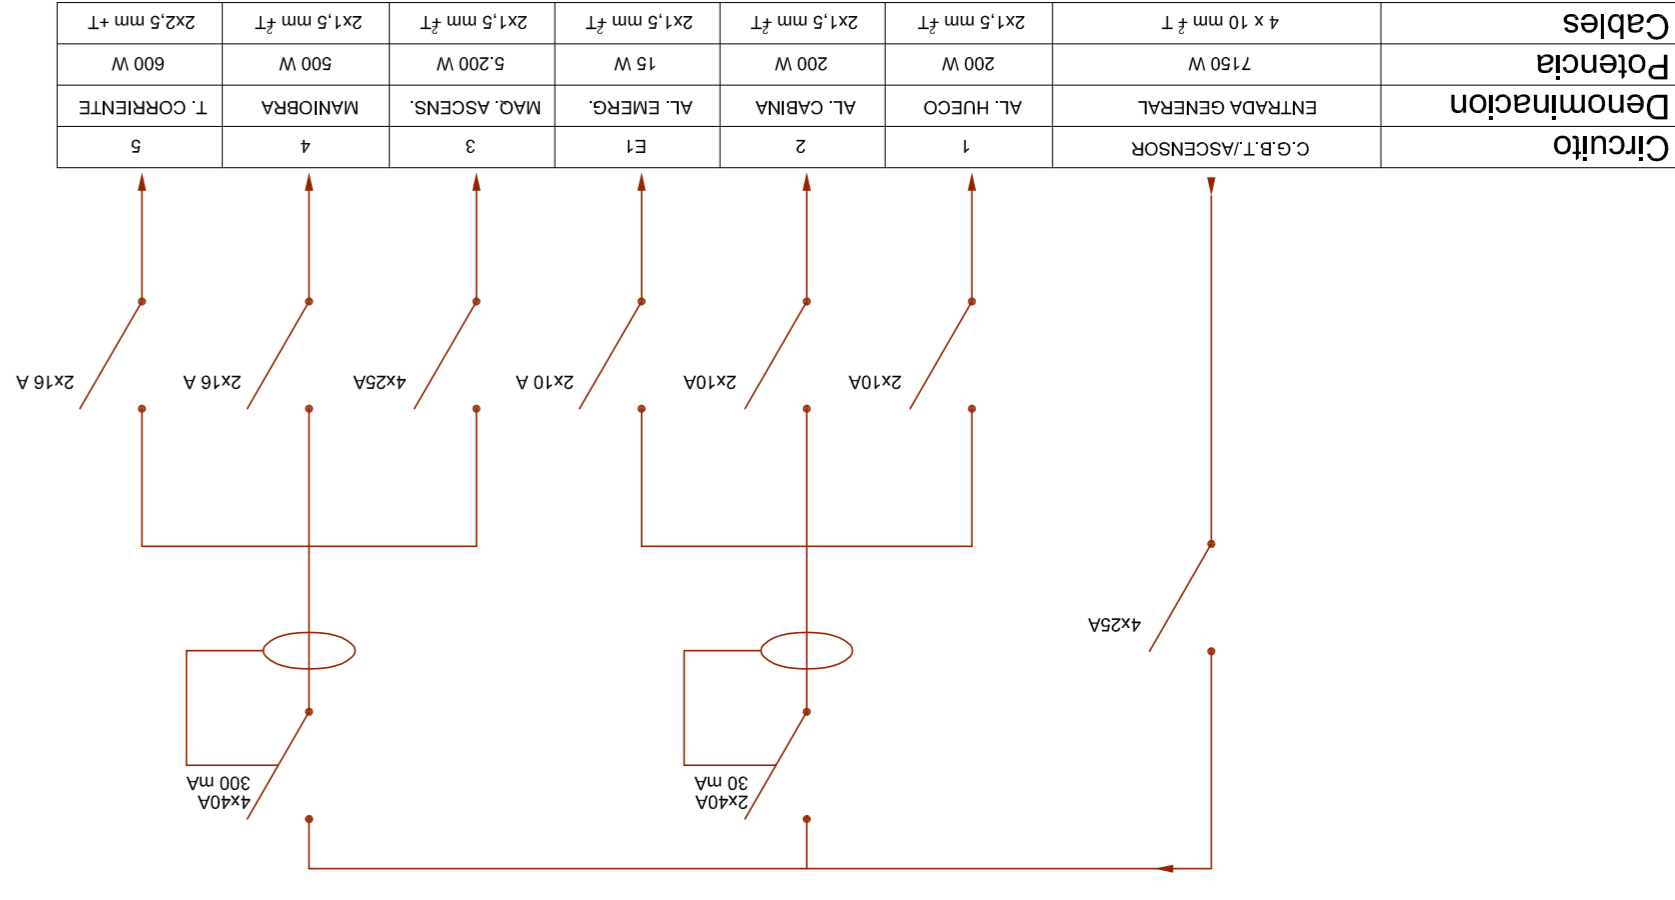 2x40A
30 mA
4x40A
300 mA
4x25A
2x10A 2x10A 2x10 A 4x25A 2x16 A 2x16 A
Circuito C.G.B.T./ASCENSOR 1 2 E1 3 4 5
Denominacion ENTRADA GENERAL AL. HUECO AL. CABINA AL. EMERG. MAQ. ASCENS. MANIOBRA T. CORRIENTE
Potencia 7150 W 200 W 200 W 15 W 5.200 W 500 W 600 W
Cables 4 x 10 mm²+ T 2x1,5 mm²+T 2x1,5 mm²+T 2x1,5 mm²+T 2x1,5 mm²+T 2x1,5 mm²+T 2x2,5 mm +T